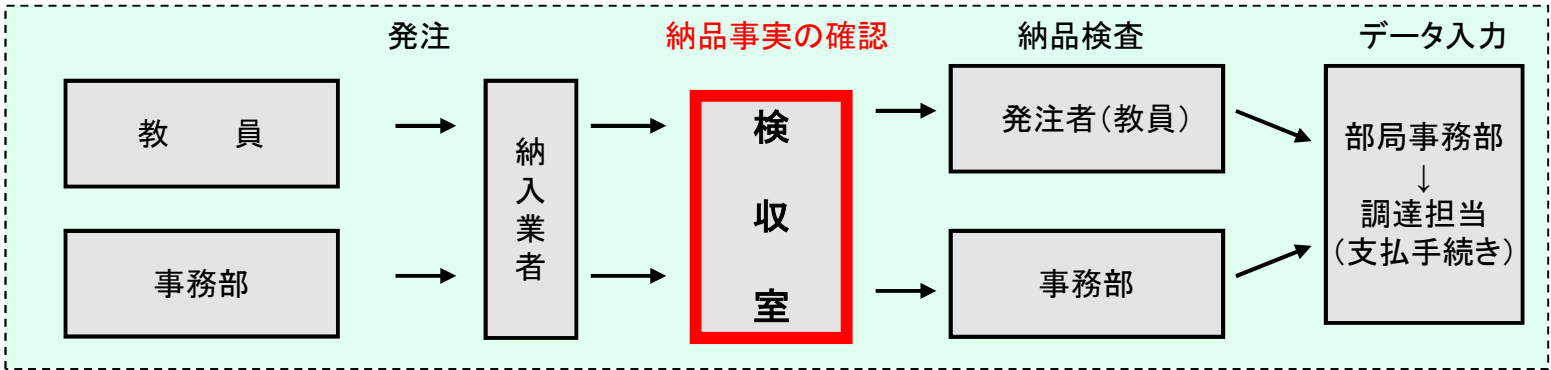 発注
納品事実の確認
納品検査
データ入力
教　員
事務部
納入業者
検収室
発注者（教員）
事務部
部局事務部
↓
調達担当
（支払手続き）